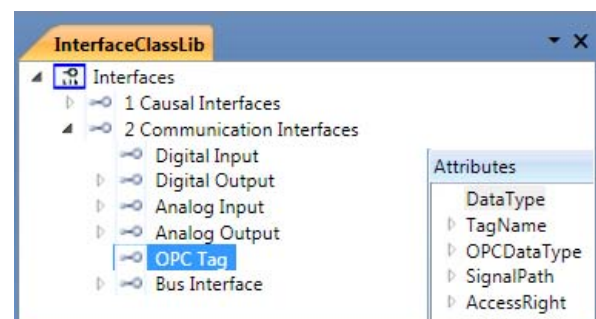 InterfaceClassLib
Interfaces
1 Causal Interfaces
2 Communication Interfaces
Digital Input
Digital Output
Analog Input
Analog Output
OPC Tag
Bus Interface
Attributes
DataType
TagName
OPCDataType
SignalPath
AccessRight